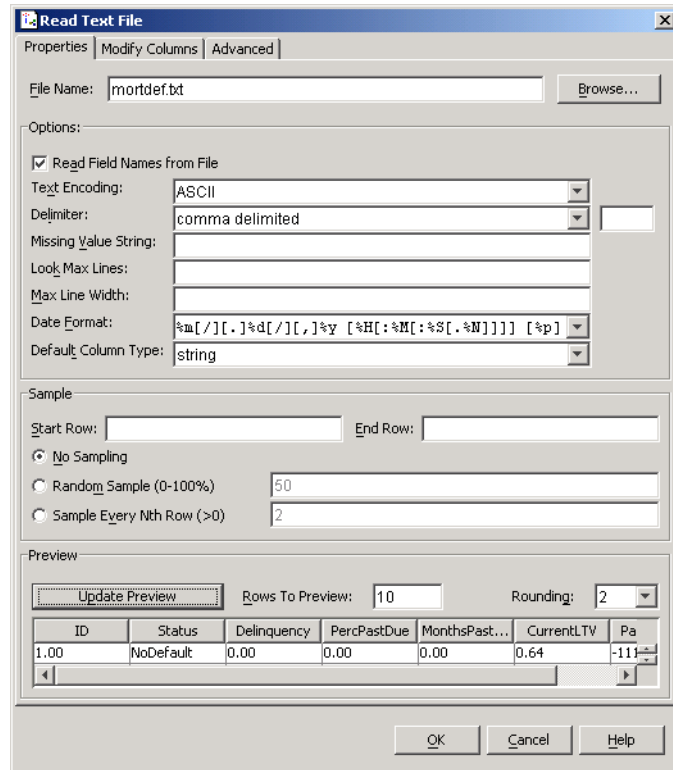 Read Text File
Properties Modify Columns Advanced
File Name: mortdef.txt Browse...
Options:
Read Field Names from File
Text Encoding: ASCII
Delimiter: comma delimited
Missing Value String:
Look Max Lines:
Max Line Width:
Date Format: %m[/][.]%d[/][,]%y [%H[:%M[:%S[.%N]]]] [%p]
Default Column Type: string
Sample
Start Row: End Row:
No Sampling
Random Sample (0-100%) 50
Sample Every Nth Row (>0) 2
Preview
Update Preview Rows To Preview: 10 Rounding: 2
ID Status Delinquency PercPastDue MonthsPast... CurrentLTV Pa
1.00 NoDefault 0.00 0.00 0.00 0.64 -111
OK Cancel Help